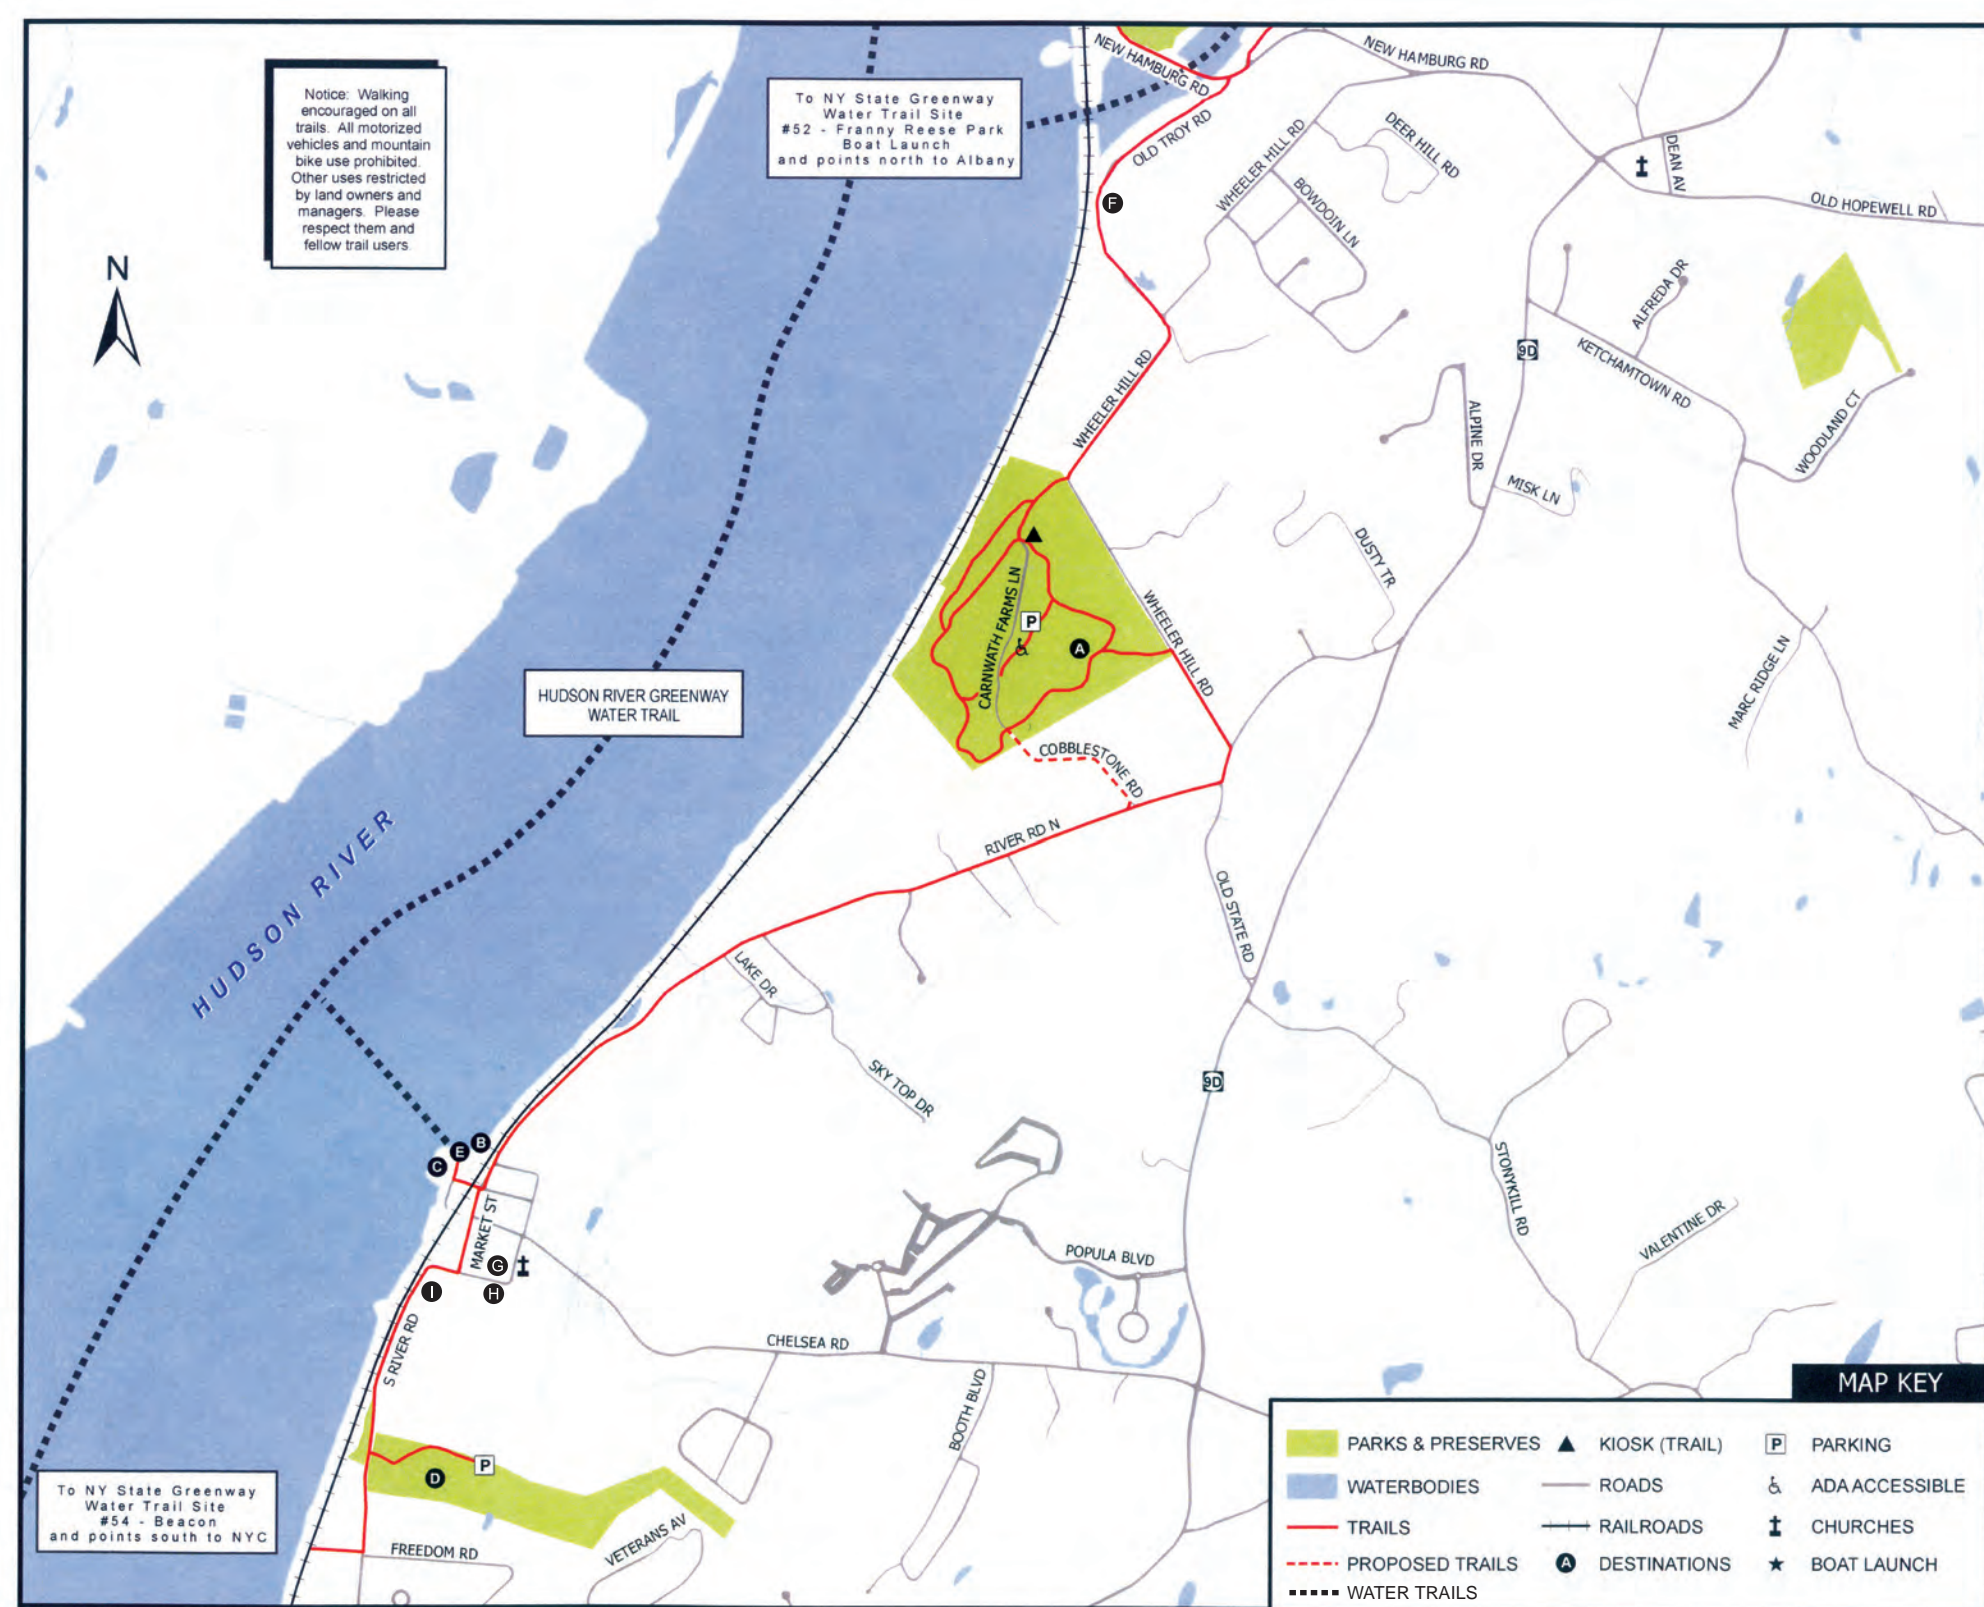 Notice: Walking
encouraged on all
trails. All motorized
vehicles and mountain
bike use prohibited.
Other uses restricted
by land owners and
managers. Please
respect them and
fellow trail users
N
To NY State Greenway
Water Trail Site
#52 - Franny Reese Park
Boat Launch
and points north to Albany
NEW HAMBURG RD
NEW HAMBURG RD
OLD TROY RD
F
WHEELER HILL RD
DEER HILL RD
BOWDOIN LN
DEAN AV
OLD HOPEWELL RD
ALFREDA DR
9D
KETCHAMTOWN RD
WOODLAND CT
WHEELER HILL RD
ALPINE DR
MISK LN
DUSTY TR
CARNWATH FARMS LN
P
A
WHEELER HILL RD
MARC RIDGE LN
HUDSON RIVER GREENWAY
WATER TRAIL
COBBLESTONE RD
RIVER RD N
HUDSON RIVER
OLD STATE RD
LAKE DR
SKY TOP DR
9D
B
E
C
MARKET ST
G
H
I
STONYKILL RD
VALENTINE DR
POPULA BLVD
S RIVER RD
CHELSEA RD
BOOTH BLVD
P
D
To NY State Greenway
Water Trail Site
#54 - Beacon
and points south to NYC
FREEDOM RD
VETERANS AV
MAP KEY
PARKS & PRESERVES
KIOSK (TRAIL)
P PARKING
WATERBODIES
ROADS
ADA ACCESSIBLE
TRAILS
RAILROADS
CHURCHES
PROPOSED TRAILS
A DESTINATIONS
BOAT LAUNCH
WATER TRAILS